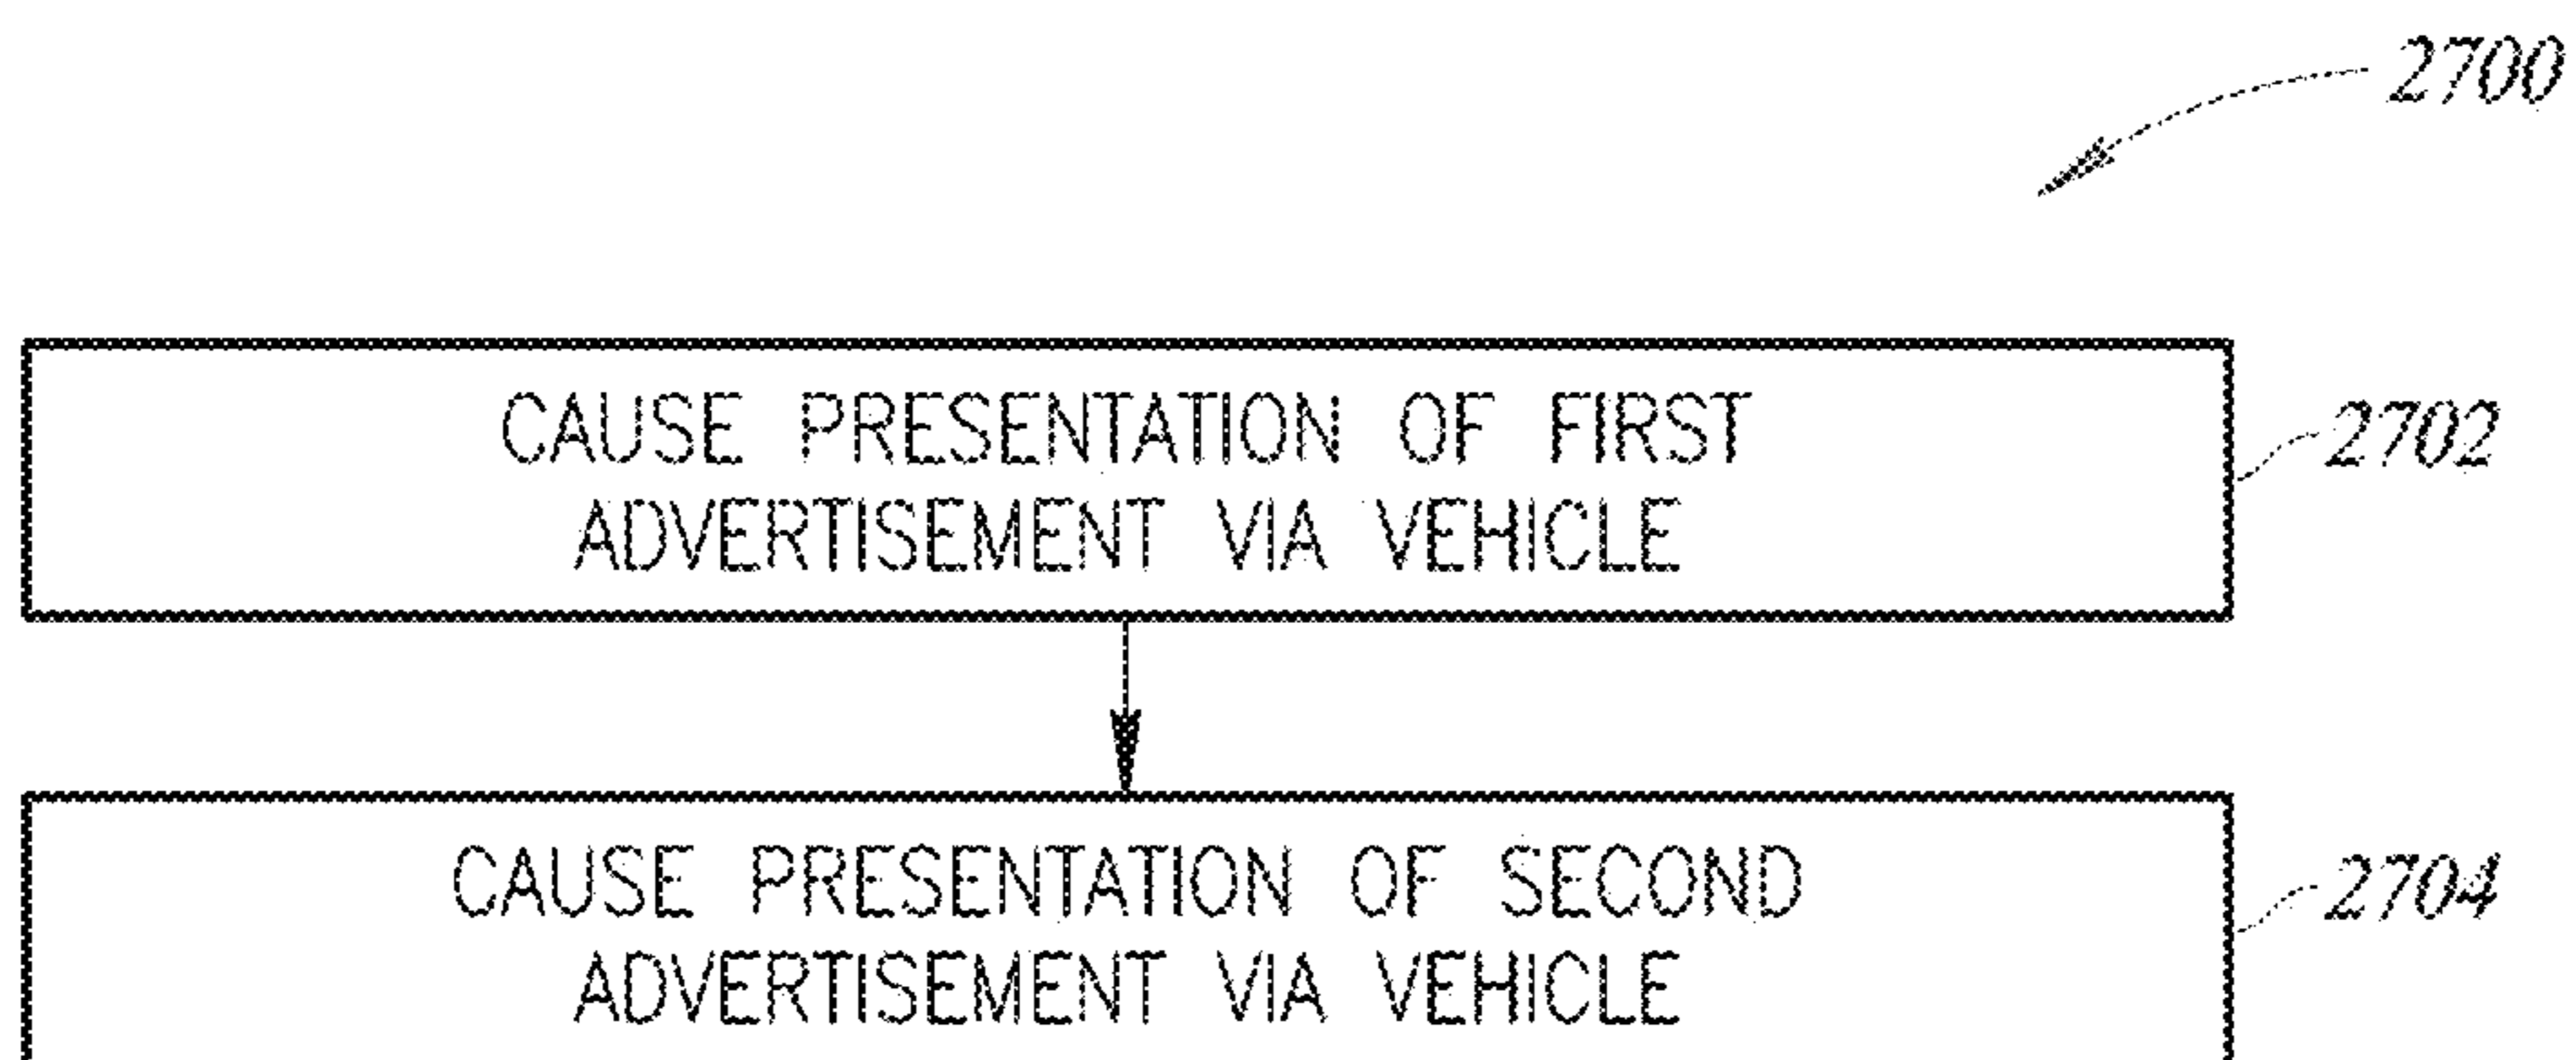 2700
CAUSE PRESENTATION OF FIRST
ADVERTISEMENT VIA VEHICLE
2702
CAUSE PRESENTATION OF SECOND
ADVERTISEMENT VIA VEHICLE
2704